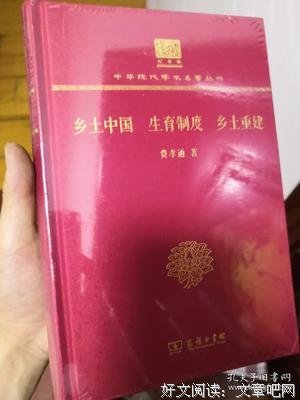 纪念版
中华现代学术名著丛书
乡土中国 生育制度 乡土重建
费孝通 著
商务印书馆
孔夫子旧书网
好文阅读:文章吧网